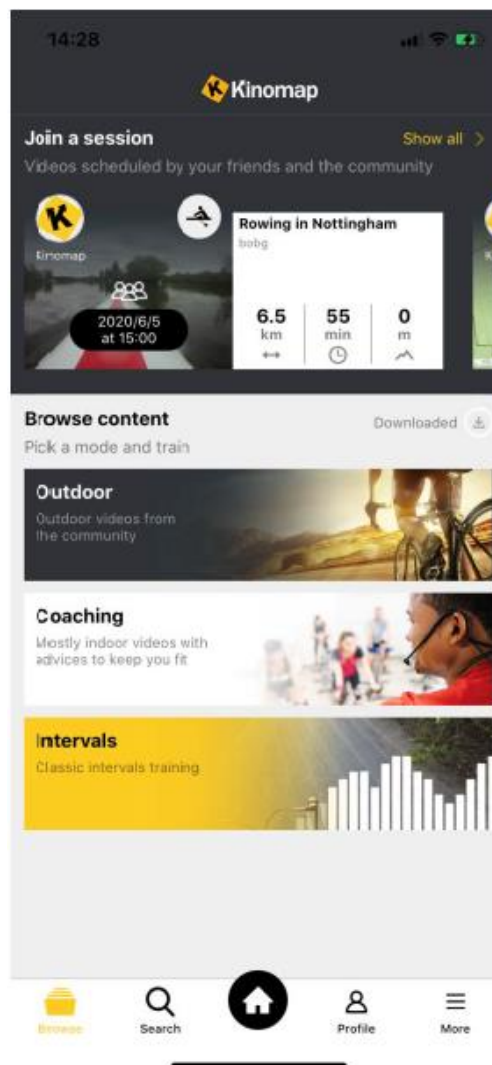 14:28
Kinomap
Join a session
Show all >
Videos scheduled by your friends and the community
Kinomap
2020/6/5
at 15:00
Rowing in Nottingham
bobg
6.5
km
55
min
0
m
Browse content
Downloaded
Pick a mode and train
Outdoor
Outdoor videos from
the community
Coaching
Mostly indoor videos with
advices to keep you fit
Intervals
Classic intervals training
Browse
Search
Profile
More